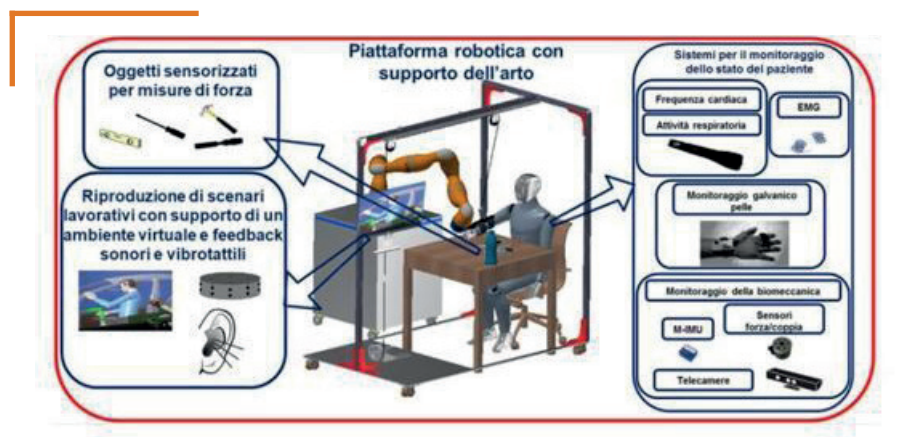 Piattaforma robotica con
supporto dell'arto
Oggetti sensorizzati
per misure di forza
Riproduzione di scenari
lavorativi con supporto di un
ambiente virtuale e feedback
sonori e vibrotattili
Sistemi per il monitoraggio
dello stato del paziente
Frequenza cardiaca
Attività respiratoria
EMG
Monitoraggio galvanico
pelle
Monitoraggio della biomeccanica
M-IMU
Sensori
forza/coppia
Telecamere